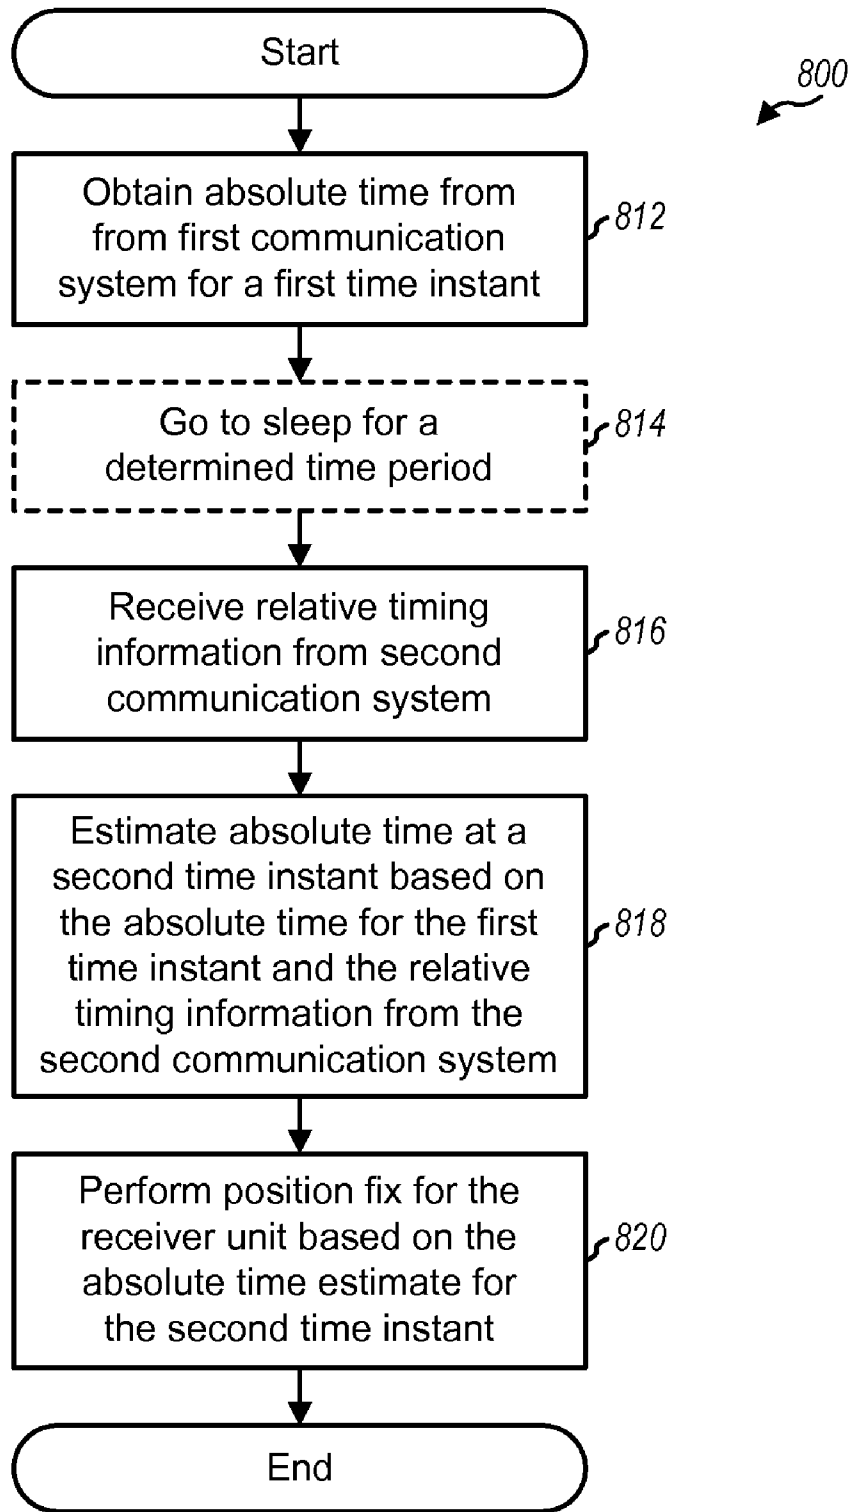 Start
800
Obtain absolute time from
from first communication
system for a first time instant
812
Go to sleep for a
determined time period
814
Receive relative timing
information from second
communication system
816
Estimate absolute time at a
second time instant based on
the absolute time for the first
time instant and the relative
timing information from the
second communication system
818
Perform position fix for the
receiver unit based on the
absolute time estimate for
the second time instant
820
End